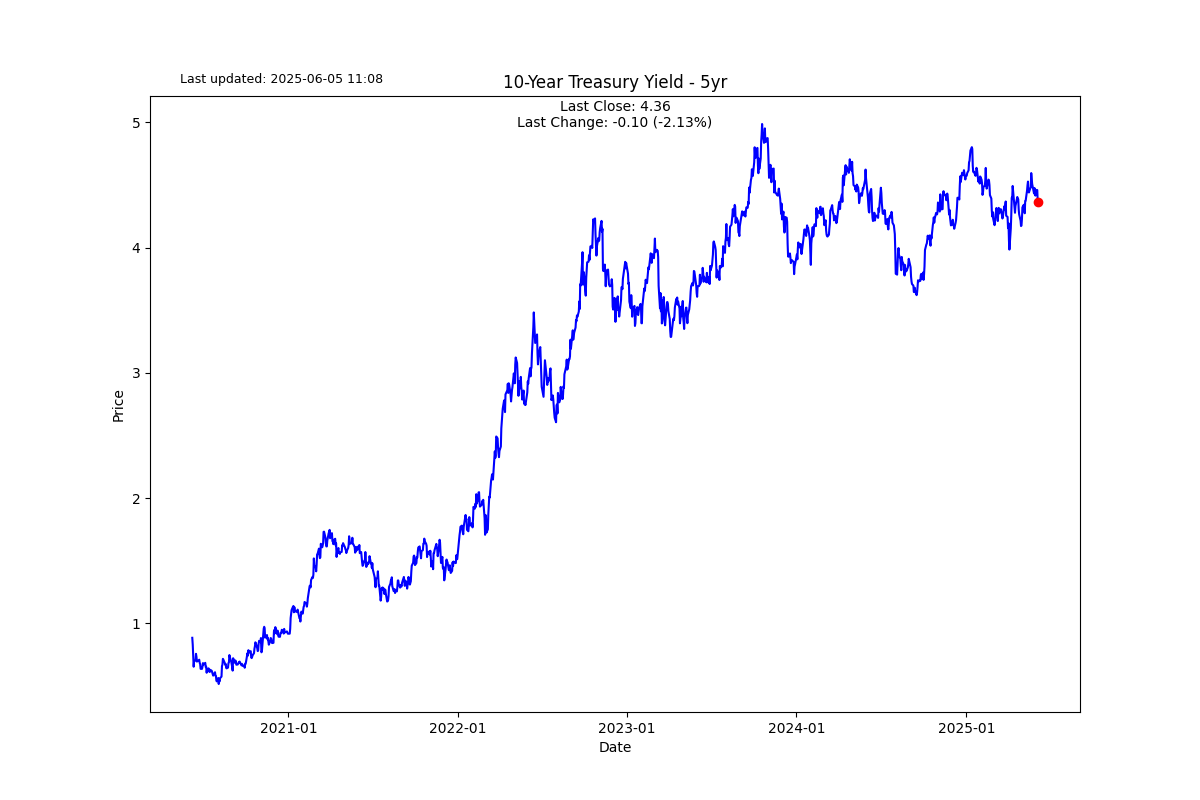 Last updated: 2025-06-05 11:08
10-Year Treasury Yield - 5yr
Last Close: 4.36
Last Change: -0.10 (-2.13%)
5
4
3
2
1
Price
2021-01
2022-01
2023-01
2024-01
2025-01
Date